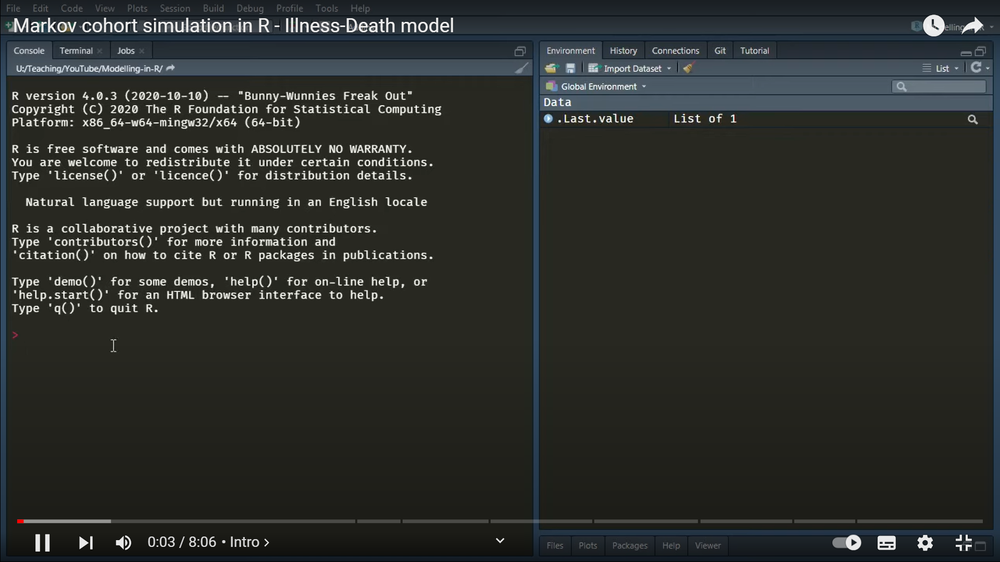 File Edit Code View Plots Session Build Debug Profile Tools Help
Markov cohort simulation in R - Illness-Death model
Console Terminal Jobs
U:/Teaching/YouTube/Modelling-in-R/
R version 4.0.3 (2020-10-10) -- "Bunny-Wunnies Freak Out"
Copyright (C) 2020 The R Foundation for Statistical Computing
Platform: x86_64-w64-mingw32/x64 (64-bit)
R is free software and comes with ABSOLUTELY NO WARRANTY.
You are welcome to redistribute it under certain conditions.
Type 'license()' or 'licence()' for distribution details.
Natural language support but running in an English locale
R is a collaborative project with many contributors.
Type 'contributors()' for more information and
'citation()' on how to cite R or R packages in publications.
Type 'demo()' for some demos, 'help()' for on-line help, or
'help.start()' for an HTML browser interface to help.
Type 'q()' to quit R.
>
Environment History Connections Git Tutorial
Import Dataset List
Global Environment
Data
.Last.value List of 1
0:03 / 8:06 • Intro
Files Plots Packages Help Viewer